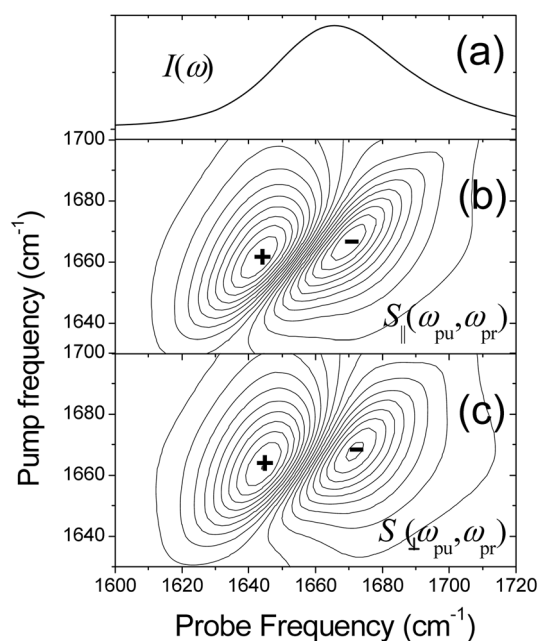 (a)
I(ω)
1700
(b)
1680
1660
+
−
1640
S∥(ωpu,ωpr)
1700
(c)
1680
1660
+
−
1640
S⊥(ωpu,ωpr)
1600 1620 1640 1660 1680 1700 1720
Probe Frequency (cm-1)
Pump frequency (cm-1)